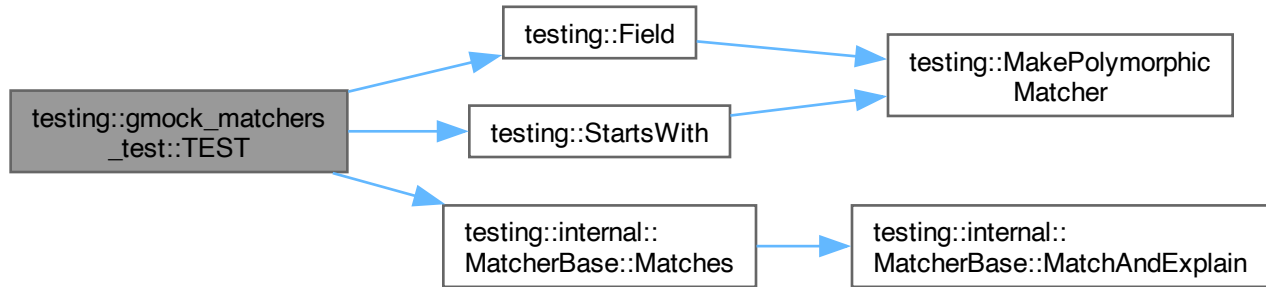 testing::gmock_matchers
_test::TEST
testing::Field
testing::StartsWith
testing::internal::
MatcherBase::Matches
testing::MakePolymorphic
Matcher
testing::internal::
MatcherBase::MatchAndExplain